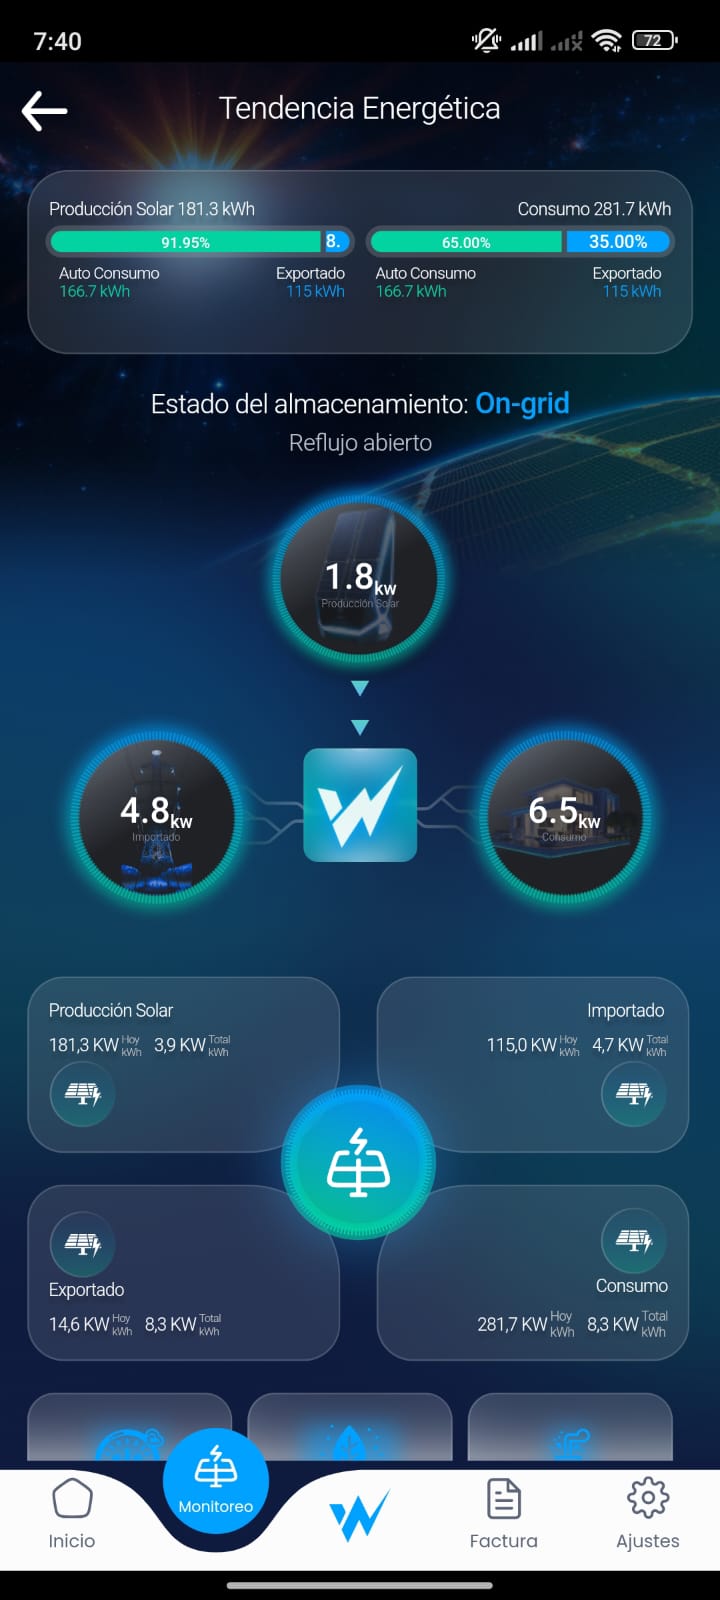 7:40
72
Tendencia Energética
Producción Solar 181.3 kWh
Consumo 281.7 kWh
91.95%
8.
65.00%
35.00%
Auto Consumo
Exportado
Auto Consumo
Exportado
166.7 kWh
115 kWh
166.7 kWh
115 kWh
Estado del almacenamiento: On-grid
Reflujo abierto
1.8kw
Producción Solar
4.8kw
Importado
6.5kw
Consumo
Producción Solar
181,3 KW Hoy kWh 3,9 KW Total kWh
Importado
115,0 KW Hoy kWh 4,7 KW Total kWh
Exportado
14,6 KW Hoy kWh 8,3 KW Total kWh
Consumo
281,7 KW Hoy kWh 8,3 KW Total kWh
Inicio
Monitoreo
Factura
Ajustes